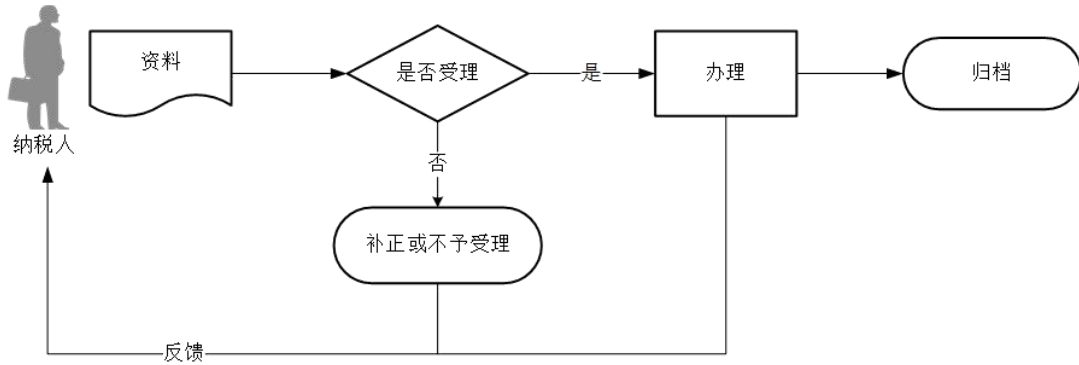 资料
是否受理
是
办理
归档
纳税人
否
补正或不予受理
反馈